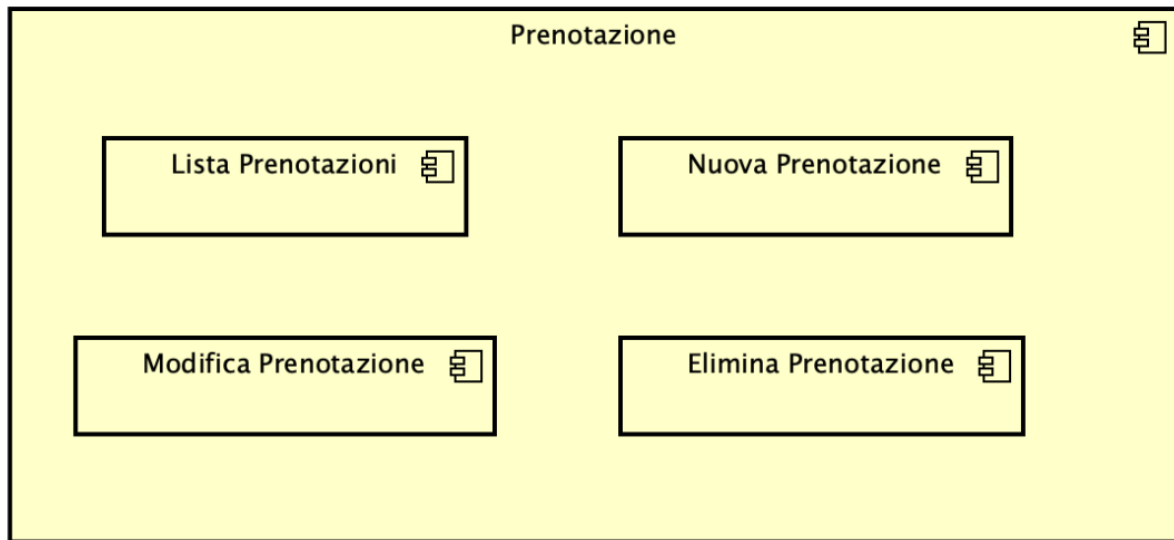 Prenotazione
Lista Prenotazioni
Nuova Prenotazione
Modifica Prenotazione
Elimina Prenotazione